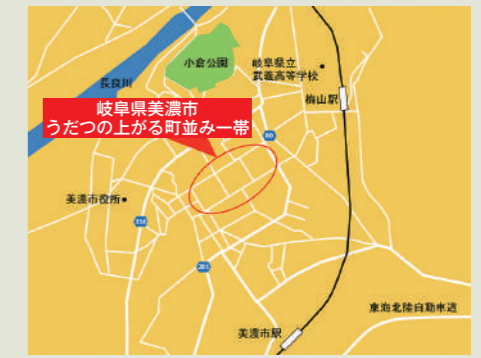 小倉公園
岐阜県立
武義高等学校
長良川
梅山駅
岐阜県美濃市
うだつの上がる町並み一帯
美濃市役所
東海北陸自動車道
美濃市駅